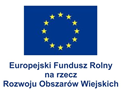 Europejski Fundusz Rolny
na rzecz
Rozwoju Obszarów Wiejskich